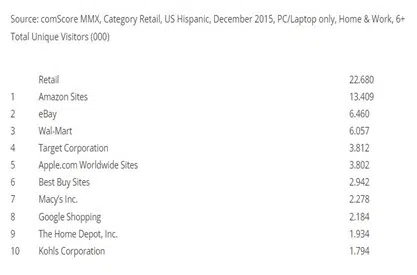 Source: comScore MMX, Category Retail, US Hispanic, December 2015, PC/Laptop only, Home & Work, 6+
Total Unique Visitors (000)
Retail 22.680
1 Amazon Sites 13.409
2 eBay 6.460
3 Wal-Mart 6.057
4 Target Corporation 3.812
5 Apple.com Worldwide Sites 3.802
6 Best Buy Sites 2.942
7 Macy's Inc. 2.278
8 Google Shopping 2.184
9 The Home Depot, Inc. 1.934
10 Kohls Corporation 1.794